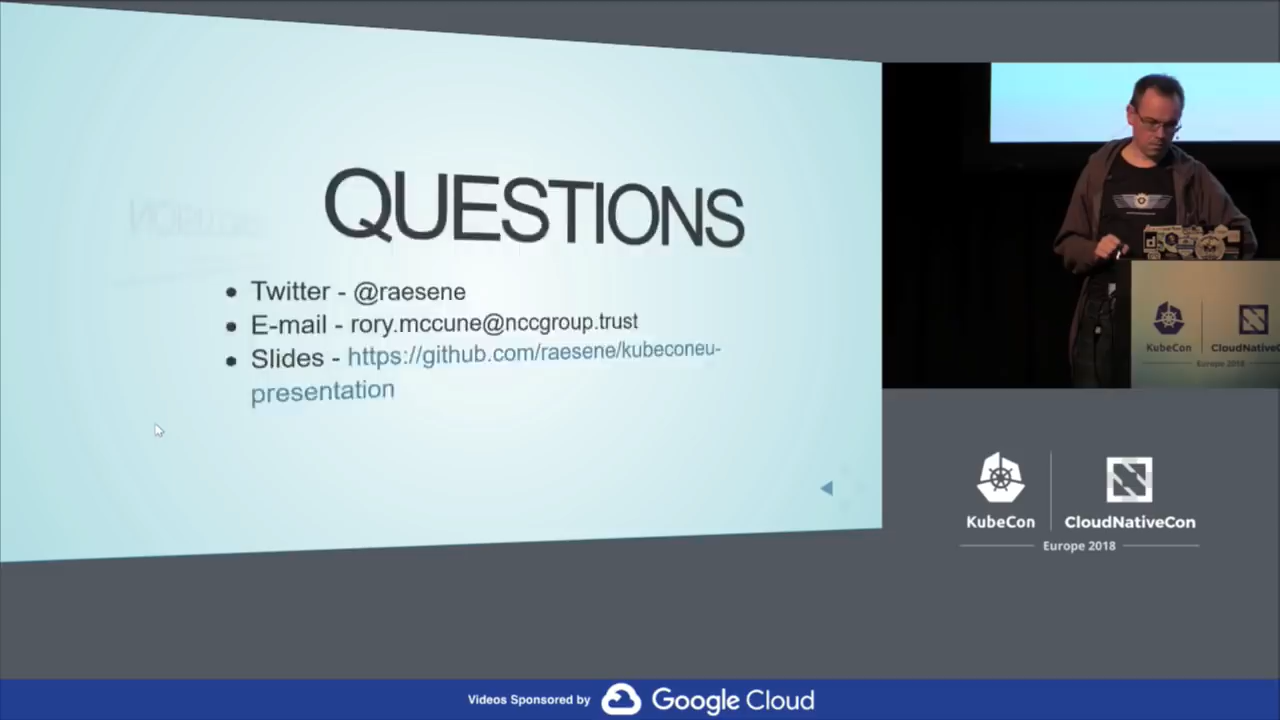 QUESTIONS
Twitter - @raesene
E-mail - rory.mccune@nccgroup.trust
Slides - https://github.com/raesene/kubeconeu-
presentation
KubeCon
CloudNativeCon
Europe 2018
KubeCon
CloudNativeCon
Europe 2018
Videos Sponsored by Google Cloud